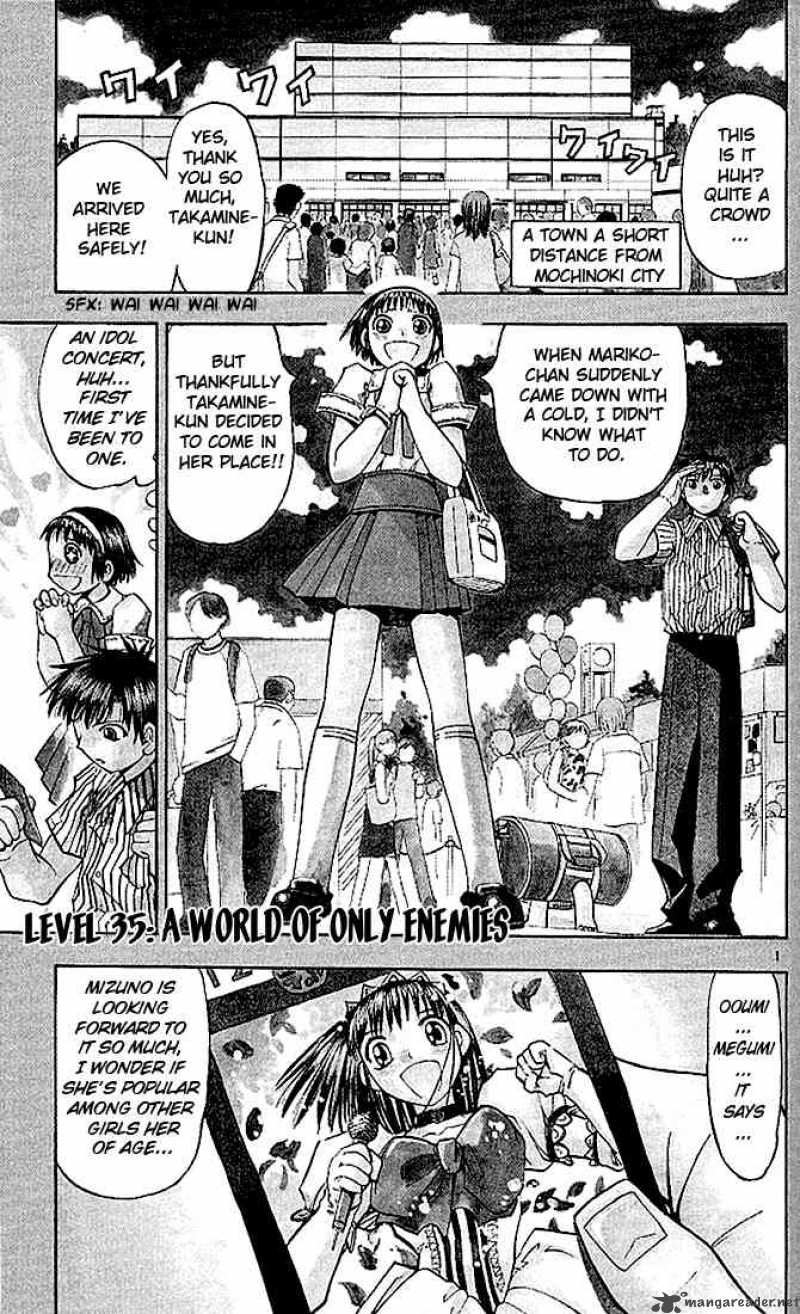 THIS
IS IT
HUH?
QUITE
A
CROWD
...
ワイ
ワイ
ワイ
ワイ
YES,
THANK
YOU SO
MUCH,
TAKAMINE-
KUN!
WE
ARRIVED
HERE
SAFELY!
A TOWN A SHORT
DISTANCE FROM
MOCHINOKI CITY
SFX: WAI WAI WAI WAI
WHEN MARIKO-
CHAN SUDDENLY
CAME DOWN WITH
A COLD, I DIDN'T
KNOW WHAT
TO DO.
BUT
THANKFULLY
TAKAMINE-
KUN DECIDED
TO COME IN
HER PLACE!!
AN IDOL
CONCERT,
HUH...
FIRST
TIME I'VE
BEEN TO
ONE.
LEVEL 35: A WORLD OF ONLY ENEMIES
1
OOUMI
...
MEGUMI
...
IT
SAYS
...
MIZUNO IS
LOOKING
FORWARD TO
IT SO MUCH,
I WONDER IF
SHE'S POPULAR
AMONG OTHER
GIRLS HER
OF AGE...
12
mangareader.net